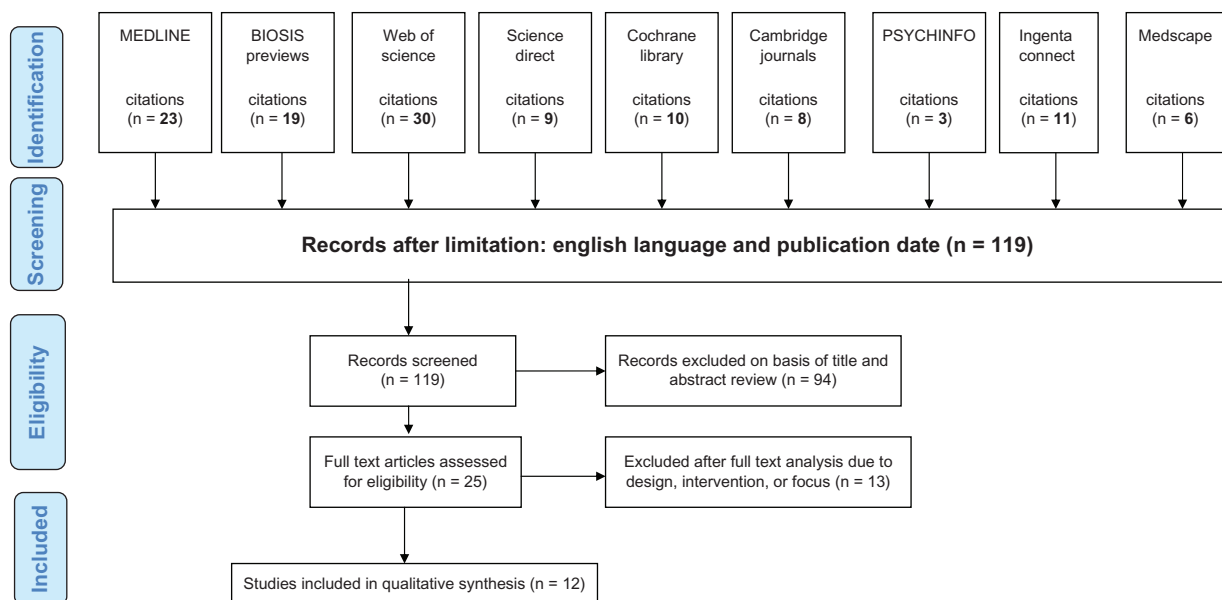 Identification
MEDLINE
citations
(n = 23)
BIOSIS
previews
citations
(n = 19)
Web of
science
citations
(n = 30)
Science
direct
citations
(n = 9)
Cochrane
library
citations
(n = 10)
Cambridge
journals
citations
(n = 8)
PSYCHINFO
citations
(n = 3)
Ingenta
connect
citations
(n = 11)
Medscape
citations
(n = 6)
Screening
Records after limitation: english language and publication date (n = 119)
Eligibility
Records screened
(n = 119)
Records excluded on basis of title and
abstract review (n = 94)
Full text articles assessed
for eligibility (n = 25)
Excluded after full text analysis due to
design, intervention, or focus (n = 13)
Included
Studies included in qualitative synthesis (n = 12)